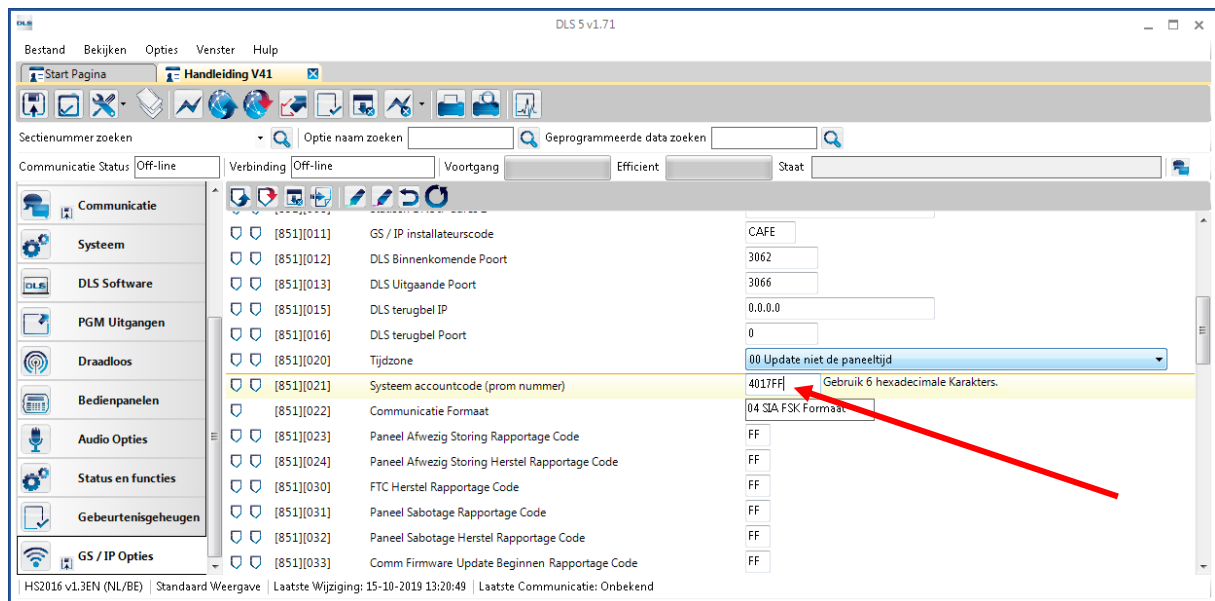 DLS 5 v1.71
Bestand Bekijken Opties Venster Hulp
Start Pagina Handleiding V41
Sectienummer zoeken Optie naam zoeken Geprogrammeerde data zoeken
Communicatie Status Off-line Verbinding Off-line Voortgang Efficient Staat
Communicatie
Systeem
DLS Software
PGM Uitgangen
Draadloos
Bedienpanelen
Audio Opties
Status en functies
Gebeurtenisgeheugen
GS / IP Opties
[851][011] GS / IP installateurscode CAFE
[851][012] DLS Binnenkomende Poort 3062
[851][013] DLS Uitgaande Poort 3066
[851][015] DLS terugbel IP 0.0.0.0
[851][016] DLS terugbel Poort 0
[851][020] Tijdzone 00 Update niet de paneeltijd
[851][021] Systeem accountcode (prom nummer) 4017FF Gebruik 6 hexadecimale Karakters.
[851][022] Communicatie Formaat 04 SIA FSK Formaat
[851][023] Paneel Afwezig Storing Rapportage Code FF
[851][024] Paneel Afwezig Storing Herstel Rapportage Code FF
[851][030] FTC Herstel Rapportage Code FF
[851][031] Paneel Sabotage Rapportage Code FF
[851][032] Paneel Sabotage Herstel Rapportage Code FF
[851][033] Comm Firmware Update Beginnen Rapportage Code FF
HS2016 v1.3EN (NL/BE) Standaard Weergave Laatste Wijziging: 15-10-2019 13:20:49 Laatste Communicatie: Onbekend